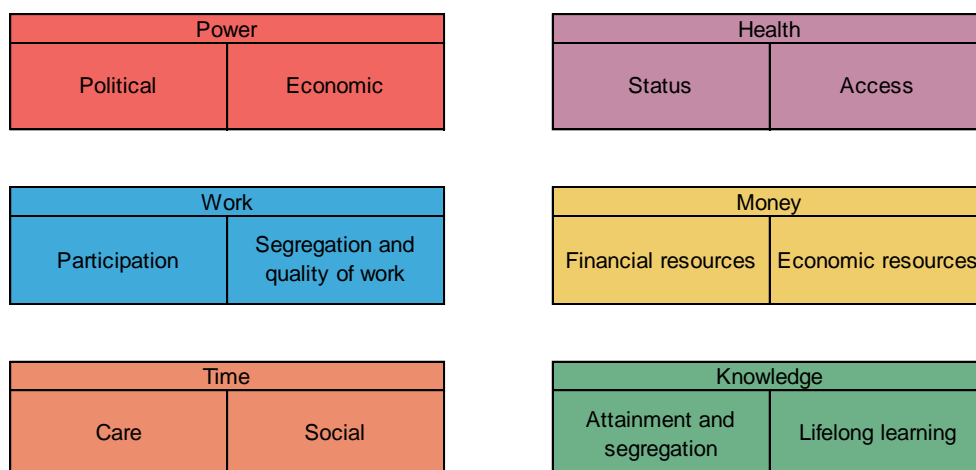 Power
Political
Economic
Health
Status
Access
Work
Participation
Segregation and
quality of work
Money
Financial resources
Economic resources
Time
Care
Social
Knowledge
Attainment and
segregation
Lifelong learning